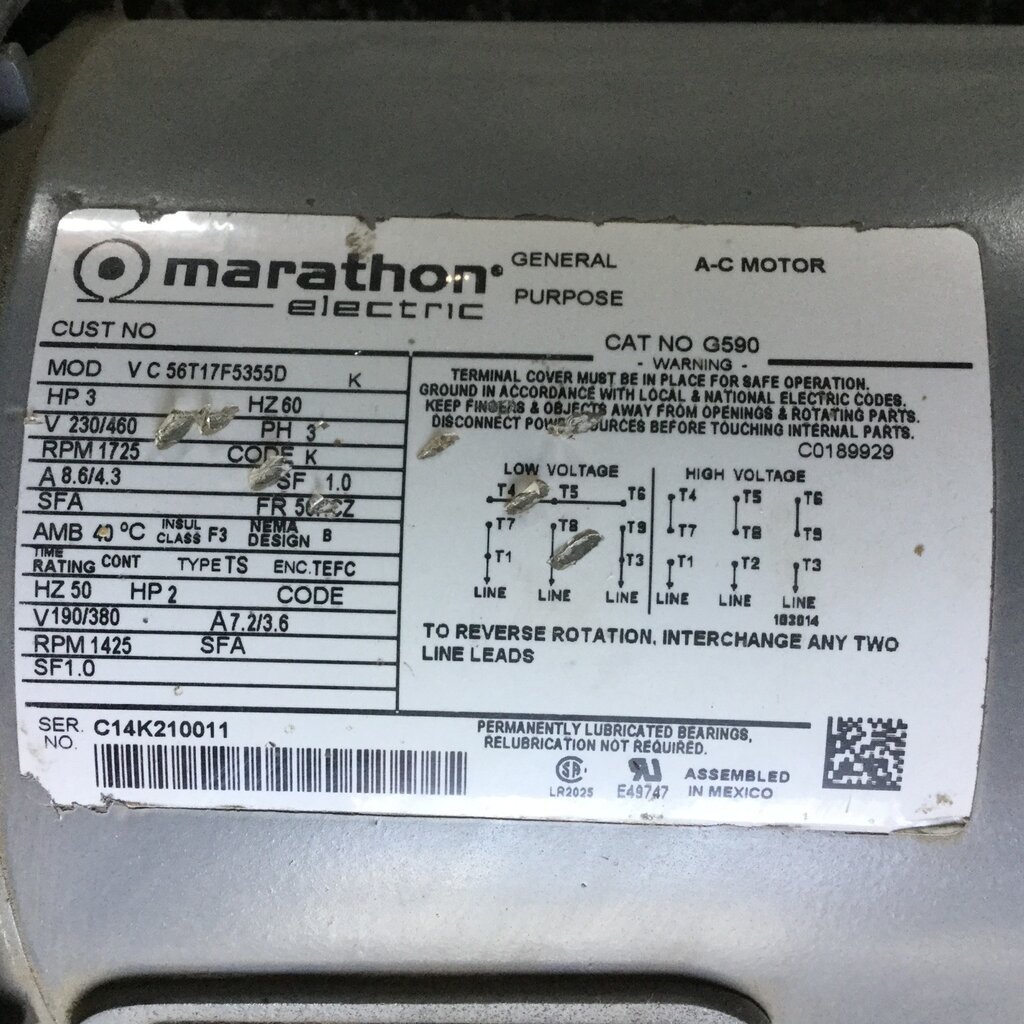 marathon®
electric
GENERAL
PURPOSE
A-C MOTOR
CUST NO
CAT NO G590
MOD V C 56T17F5355D K
HP 3 HZ 60
V 230/460 PH 3
RPM 1725 CODE K
A 8.6/4.3 SF 1.0
SFA FR
AMB 40 °C INSUL CLASS F3 NEMA DESIGN B
TIME RATING CONT TYPE TS ENC. TEFC
HZ 50 HP 2 CODE
V 190/380 A 7.2/3.6
RPM 1425 SFA
SF 1.0
- WARNING -
TERMINAL COVER MUST BE IN PLACE FOR SAFE OPERATION.
GROUND IN ACCORDANCE WITH LOCAL & NATIONAL ELECTRIC CODES.
KEEP FINGERS & OBJECTS AWAY FROM OPENINGS & ROTATING PARTS.
DISCONNECT POWER SOURCES BEFORE TOUCHING INTERNAL PARTS.
C0189929
LOW VOLTAGE HIGH VOLTAGE
T4 T5 T6 T4 T5 T6
T7 T8 T9 T7 T8 T9
T1 T3 T1 T2 T3
LINE LINE LINE LINE LINE LINE
103014
TO REVERSE ROTATION, INTERCHANGE ANY TWO
LINE LEADS
SER. NO. C14K210011
PERMANENTLY LUBRICATED BEARINGS,
RELUBRICATION NOT REQUIRED.
LR2025 E49747
ASSEMBLED
IN MEXICO